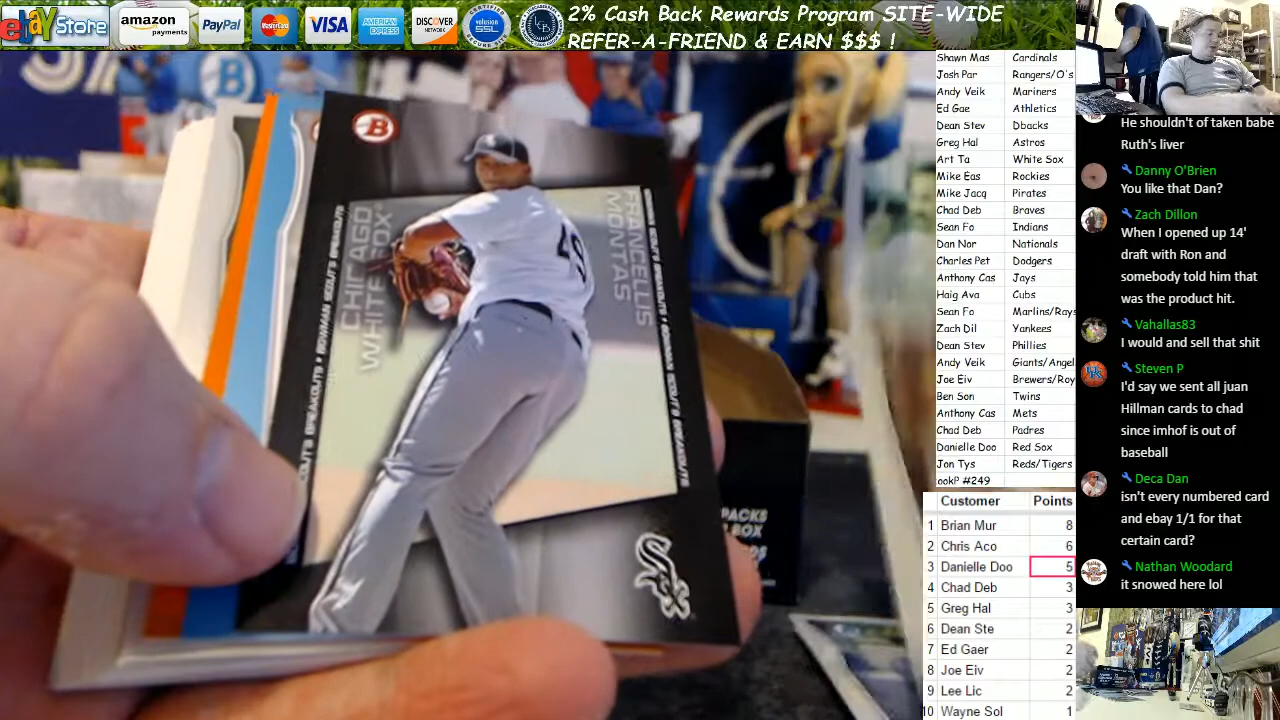 ebay Store
amazon payments
PayPal
MasterCard
VISA
AMERICAN EXPRESS
DISCOVER NETWORK
2% Cash Back Rewards Program SITE-WIDE
REFER-A-FRIEND & EARN $$$ !
B
CHICAGO
WHITE SOX
FRANCELLIS
MONTAS
BOWMAN SCOUTS BREAKOUTS
49
Sox
PACKS
BOX
Shawn Mas Cardinals
Josh Par Rangers/O's
Andy Veik Mariners
Ed Gae Athletics
Dean Stev Dbacks
Greg Hal Astros
Art Ta White Sox
Mike Eas Rockies
Mike Jacq Pirates
Chad Deb Braves
Sean Fo Indians
Dan Nor Nationals
Charles Pet Dodgers
Anthony Cas Jays
Haig Ava Cubs
Sean Fo Marlins/Rays
Zach Dil Yankees
Dean Stev Phillies
Andy Veik Giants/Angel
Joe Eiv Brewers/Roy
Ben Son Twins
Anthony Cas Mets
Chad Deb Padres
Danielle Doo Red Sox
Jon Tys Reds/Tigers
ookP #249
Customer Points
1 Brian Mur 8
2 Chris Aco 6
3 Danielle Doo 5
4 Chad Deb 3
5 Greg Hal 3
6 Dean Ste 2
7 Ed Gaer 2
8 Joe Eiv 2
9 Lee Lic 2
10 Wayne Sol 1
He shouldn't of taken babe
Ruth's liver
Danny O'Brien
You like that Dan?
Zach Dillon
When I opened up 14'
draft with Ron and
somebody told him that
was the product hit.
Vahallas83
I would and sell that shit
Steven P
I'd say we sent all juan
Hillman cards to chad
since imhof is out of
baseball
Deca Dan
isn't every numbered card
and ebay 1/1 for that
certain card?
Nathan Woodard
it snowed here lol